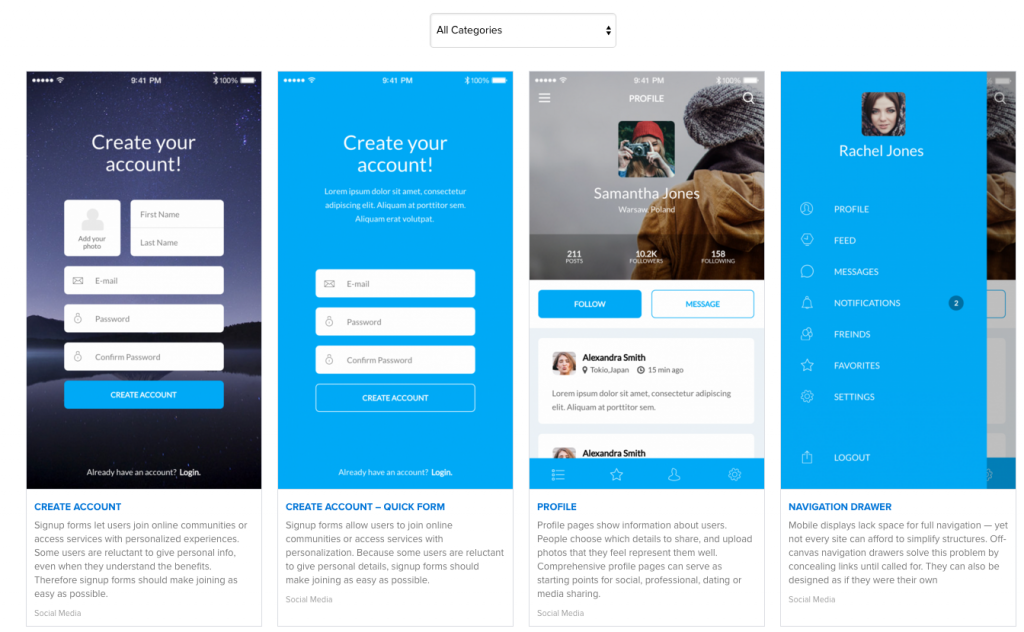 All Categories
9:41 PM
100%
Create your
account!
Add your
photo
First Name
Last Name
E-mail
Password
Confirm Password
CREATE ACCOUNT
Already have an account? Login.
CREATE ACCOUNT
Signup forms let users join online communities or
access services with personalized experiences.
Some users are reluctant to give personal info,
even when they understand the benefits.
Therefore signup forms should make joining as
easy as possible.
Social Media
9:41 PM
100%
Create your
account!
Lorem ipsum dolor sit amet, consectetur
adipiscing elit. Aliquam at porttitor sem.
Aliquam erat volutpat.
E-mail
Password
Confirm Password
CREATE ACCOUNT
Already have an account? Login.
CREATE ACCOUNT – QUICK FORM
Signup forms allow users to join online
communities or access services with
personalization. Because some users are reluctant
to give personal details, signup forms should
make joining as easy as possible.
Social Media
9:41 PM
100%
PROFILE
Samantha Jones
Warsaw, Poland
211
POSTS
10.2K
FOLLOWERS
158
FOLLOWING
FOLLOW
MESSAGE
Alexandra Smith
Tokio,Japan 15 min ago
Lorem ipsum dolor sit amet, consectetur adipiscing
elit. Aliquam at porttitor sem.
Alexandra Smith
PROFILE
Profile pages show information about users.
People choose which details to share, and upload
photos that they feel represent them well.
Comprehensive profile pages can serve as
starting points for social, professional, dating or
media sharing.
Social Media
Rachel Jones
PROFILE
FEED
MESSAGES
NOTIFICATIONS 2
FREINDS
FAVORITES
SETTINGS
LOGOUT
NAVIGATION DRAWER
Mobile displays lack space for full navigation — yet
not every site can afford to simplify structures. Off-
canvas navigation drawers solve this problem by
concealing links until called for. They can also be
designed as if they were their own
Social Media